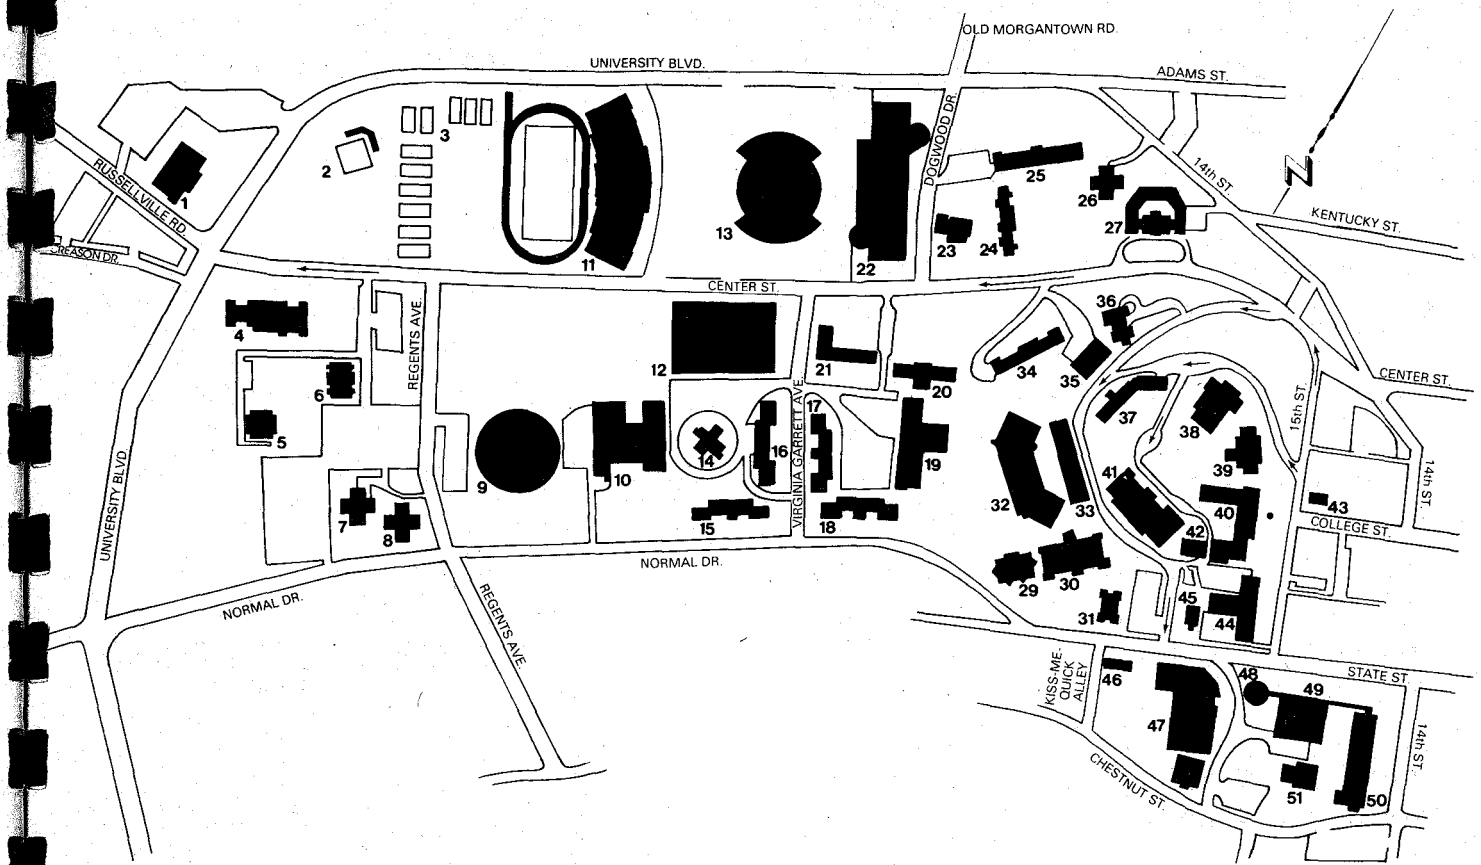 OLD MORGANTOWN RD.
UNIVERSITY BLVD.
ADAMS ST.
3
DOGWOOD DR.
2
25
14th ST.
N
RUSSELLVILLE RD.
1
26
KENTUCKY ST.
27
13
23
24
CREASON DR.
11
22
CENTER ST.
36
4
REGENTS AVE.
12
21
34
35
CENTER ST.
6
20
VIRGINIA GARRETT AVE.
17
37
15th ST.
38
5
16
14
19
39
UNIVERSITY BLVD
9
10
41
14th ST.
32
33
40
43
7
15
18
COLLEGE ST.
8
42
NORMAL DR.
29
30
NORMAL DR.
REGENTS AVE.
31
45
44
KISS-ME-
QUICK
ALLEY
46
48
STATE ST.
49
47
14th ST.
CHESTNUT ST.
51
50